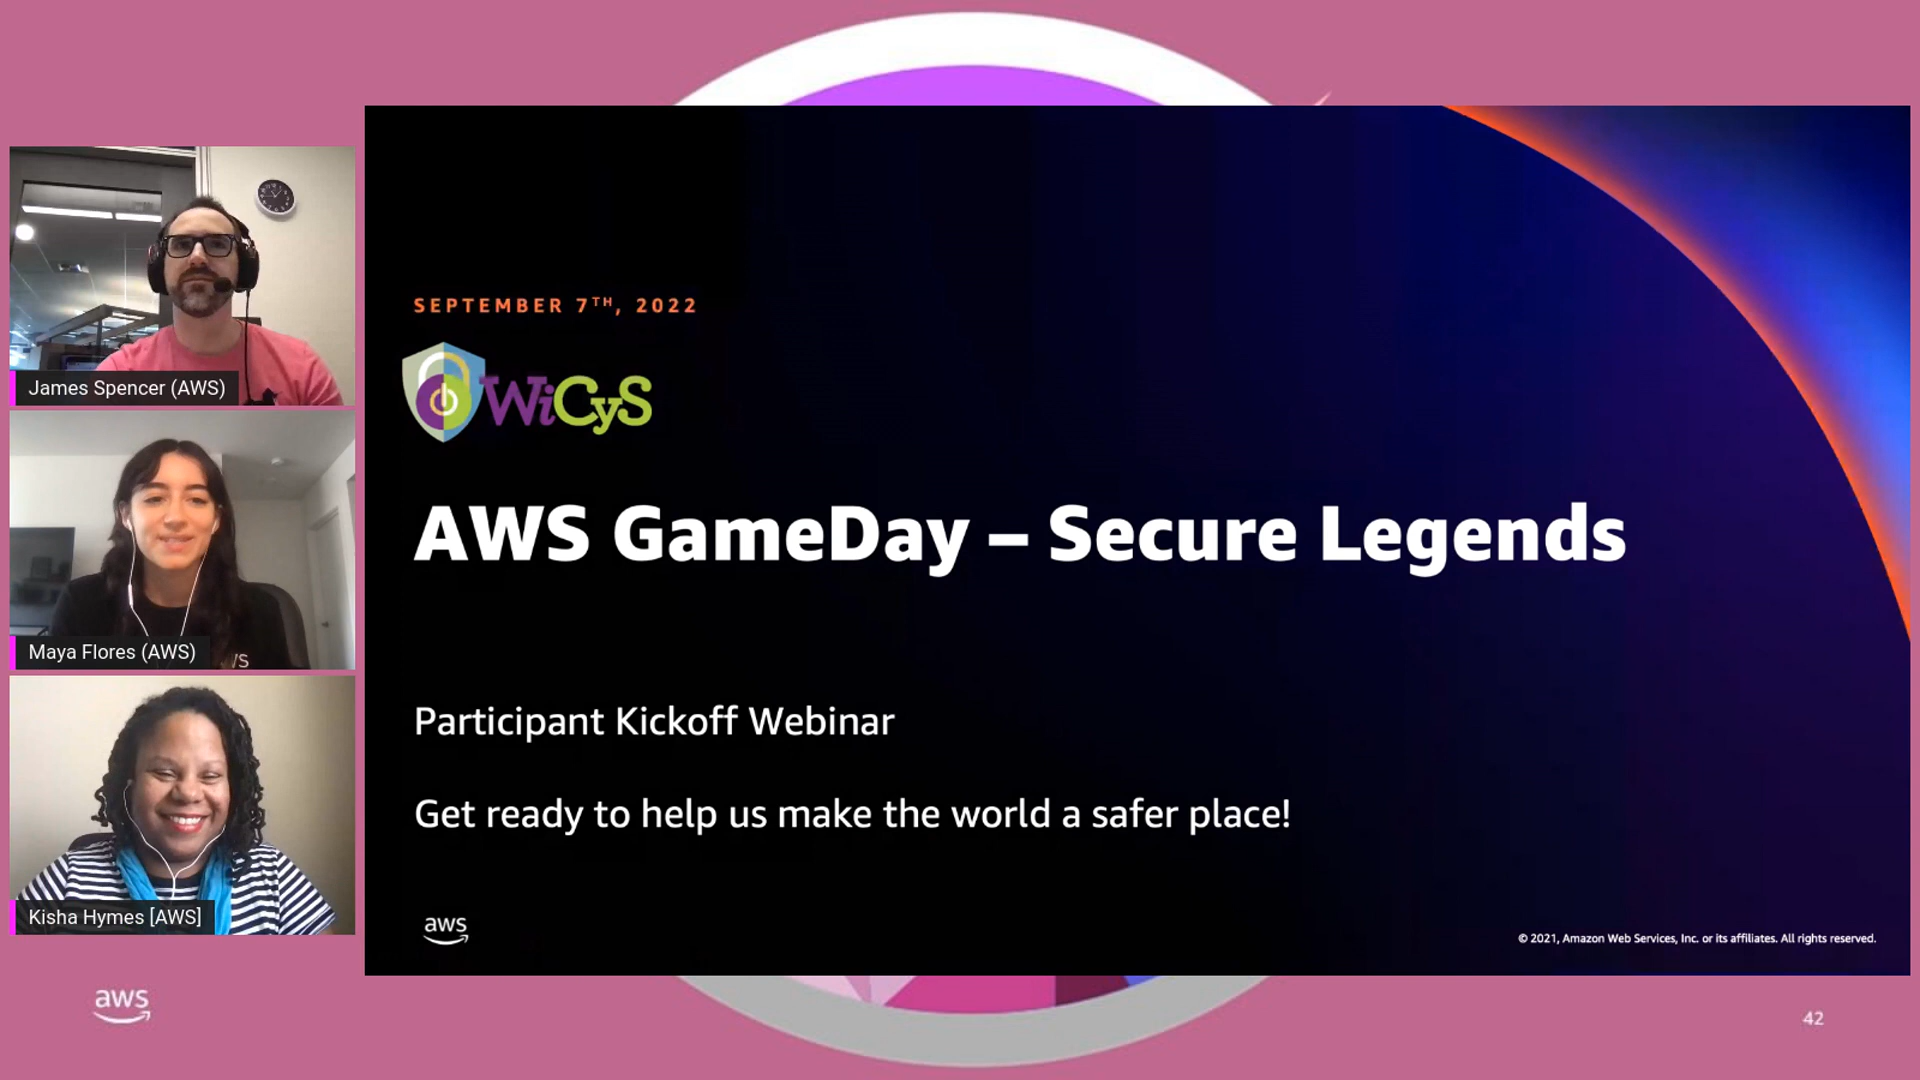 James Spencer (AWS)
Maya Flores (AWS)
Kisha Hymes [AWS]
SEPTEMBER 7TH, 2022
WiCyS
AWS GameDay – Secure Legends
Participant Kickoff Webinar
Get ready to help us make the world a safer place!
aws
© 2021, Amazon Web Services, Inc. or its affiliates. All rights reserved.
aws
42